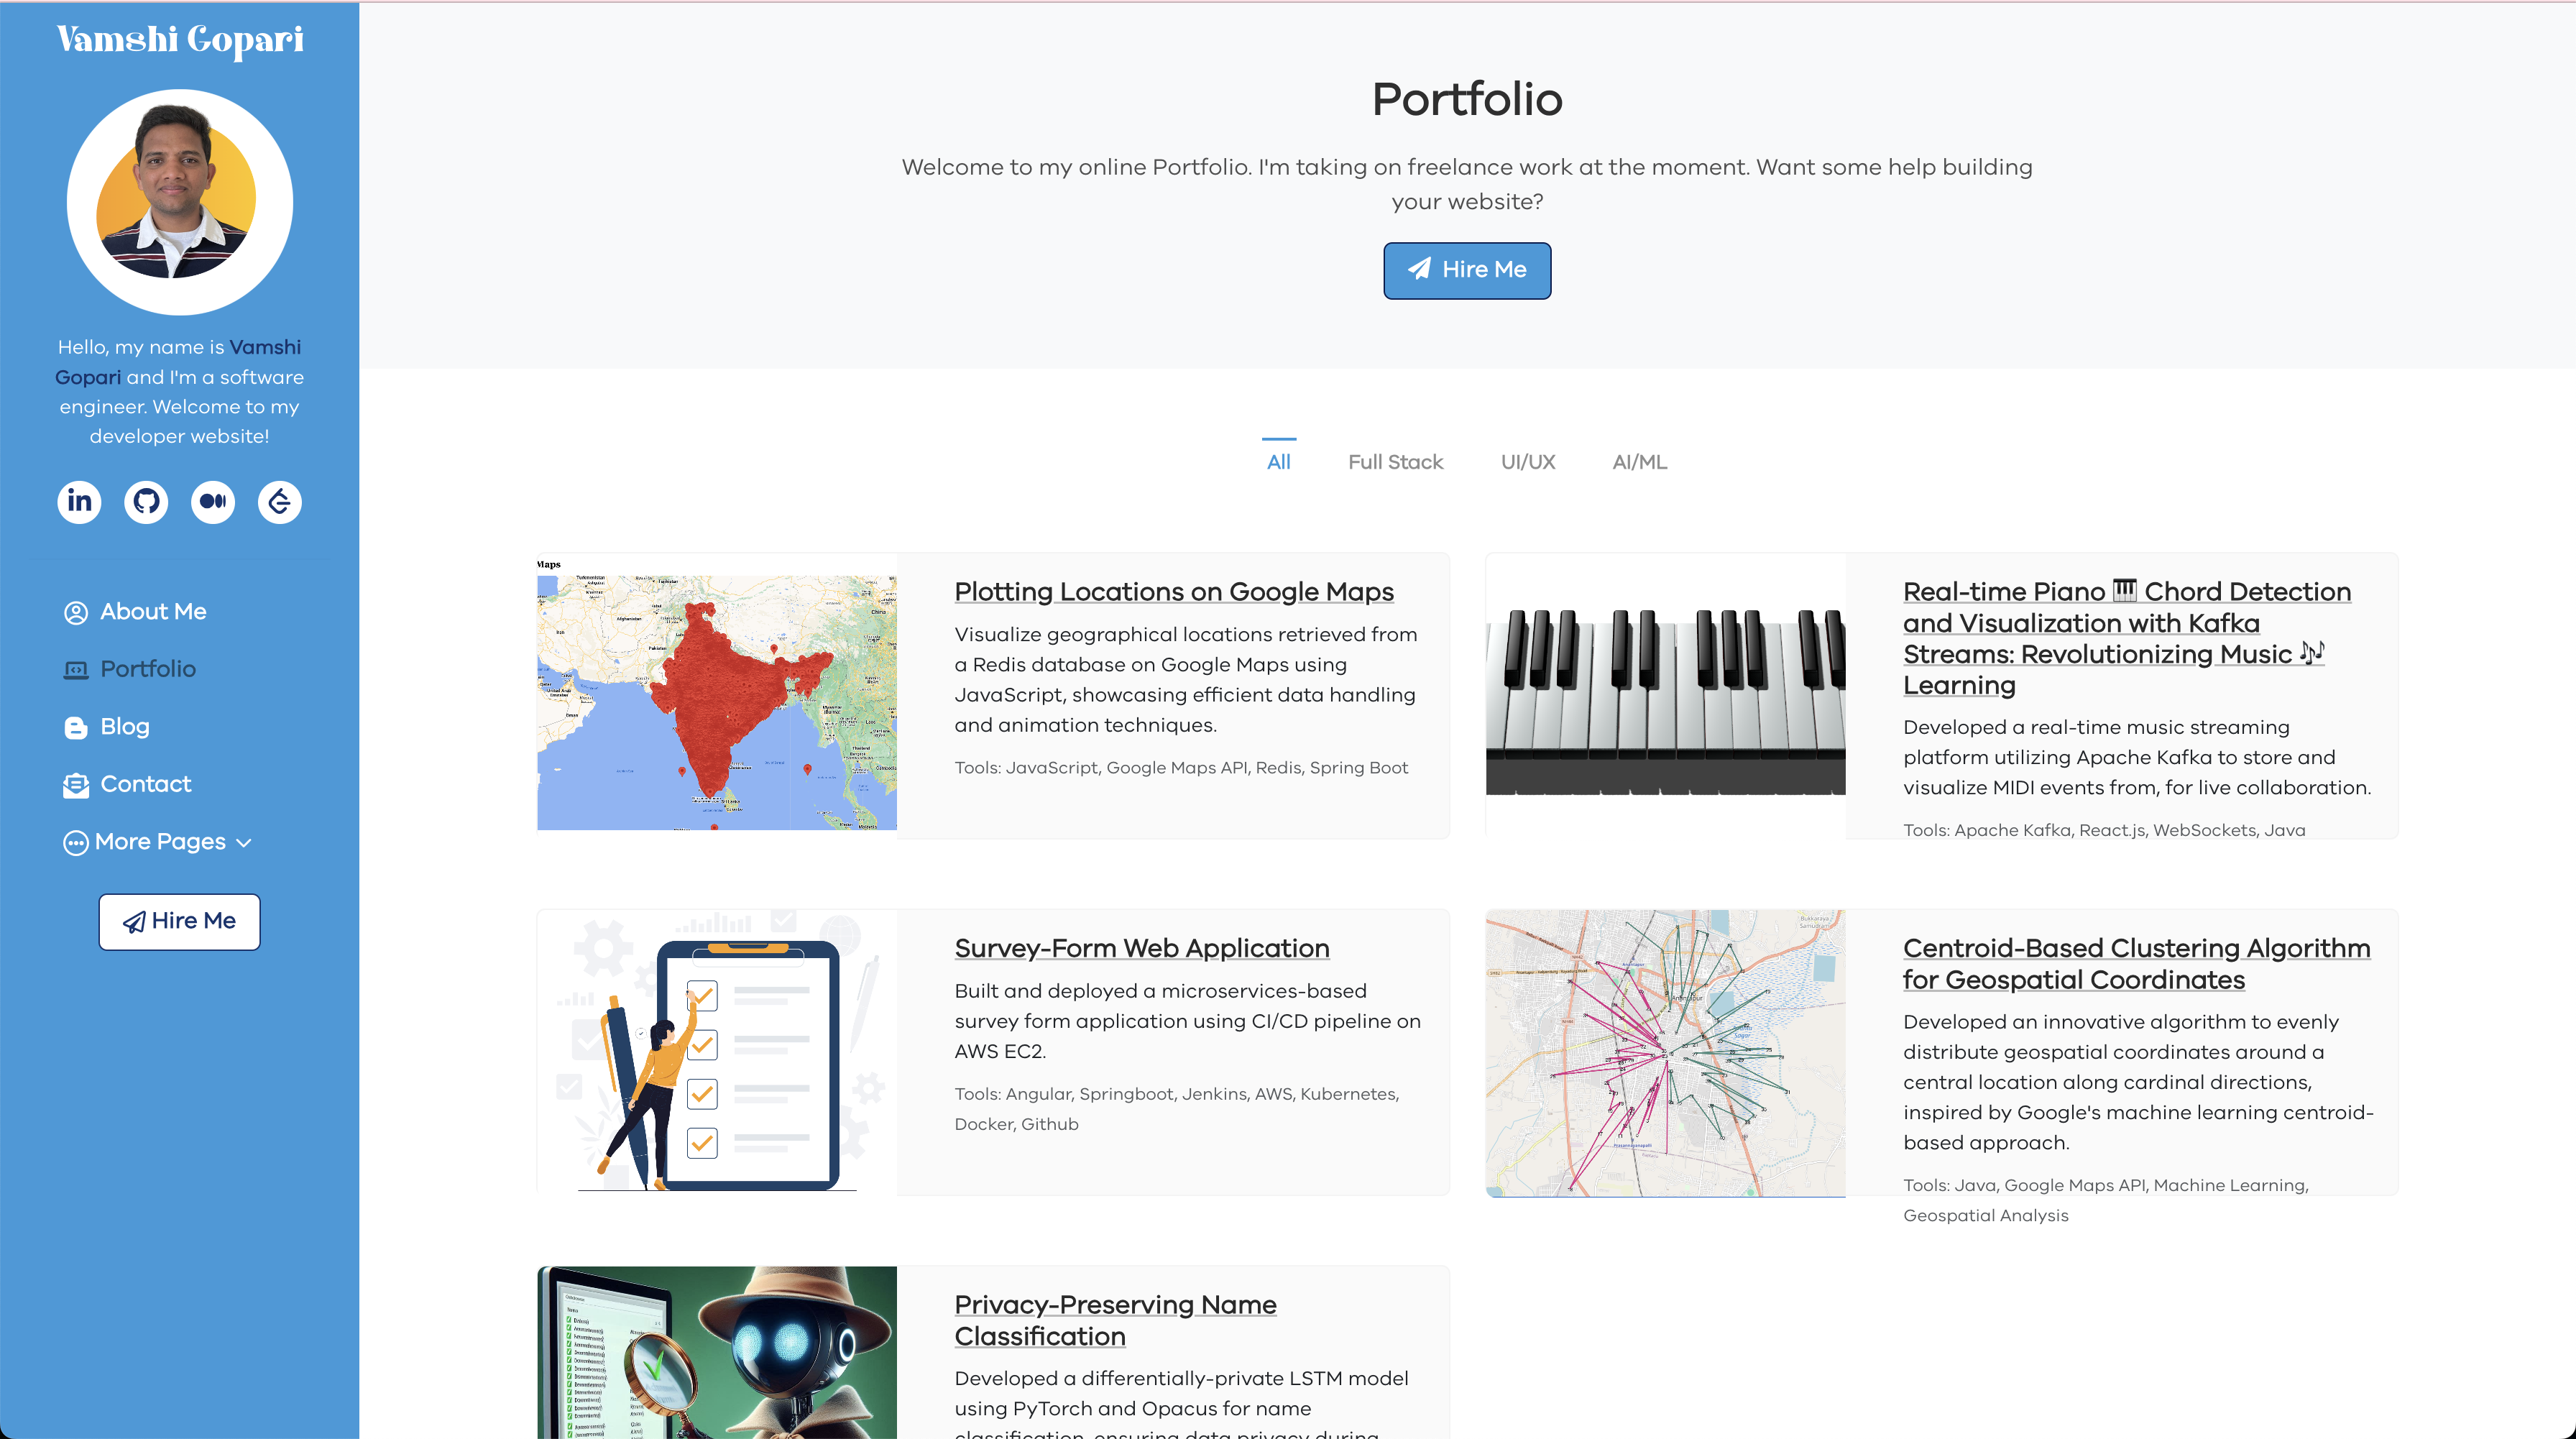 Vamshi Gopari
Hello, my name is Vamshi
Gopari and I'm a software
engineer. Welcome to my
developer website!
in
About Me
Portfolio
Blog
Contact
More Pages
Hire Me
Portfolio
Welcome to my online Portfolio. I'm taking on freelance work at the moment. Want some help building
your website?
Hire Me
All
Full Stack
UI/UX
AI/ML
Maps
Plotting Locations on Google Maps
Visualize geographical locations retrieved from
a Redis database on Google Maps using
JavaScript, showcasing efficient data handling
and animation techniques.
Tools: JavaScript, Google Maps API, Redis, Spring Boot
Real-time Piano 🎹 Chord Detection
and Visualization with Kafka
Streams: Revolutionizing Music 🎶
Learning
Developed a real-time music streaming
platform utilizing Apache Kafka to store and
visualize MIDI events from, for live collaboration.
Tools: Apache Kafka, React.js, WebSockets, Java
Survey-Form Web Application
Built and deployed a microservices-based
survey form application using CI/CD pipeline on
AWS EC2.
Tools: Angular, Springboot, Jenkins, AWS, Kubernetes,
Docker, Github
Centroid-Based Clustering Algorithm
for Geospatial Coordinates
Developed an innovative algorithm to evenly
distribute geospatial coordinates around a
central location along cardinal directions,
inspired by Google's machine learning centroid-
based approach.
Tools: Java, Google Maps API, Machine Learning,
Geospatial Analysis
Privacy-Preserving Name
Classification
Developed a differentially-private LSTM model
using PyTorch and Opacus for name
classification, ensuring data privacy during